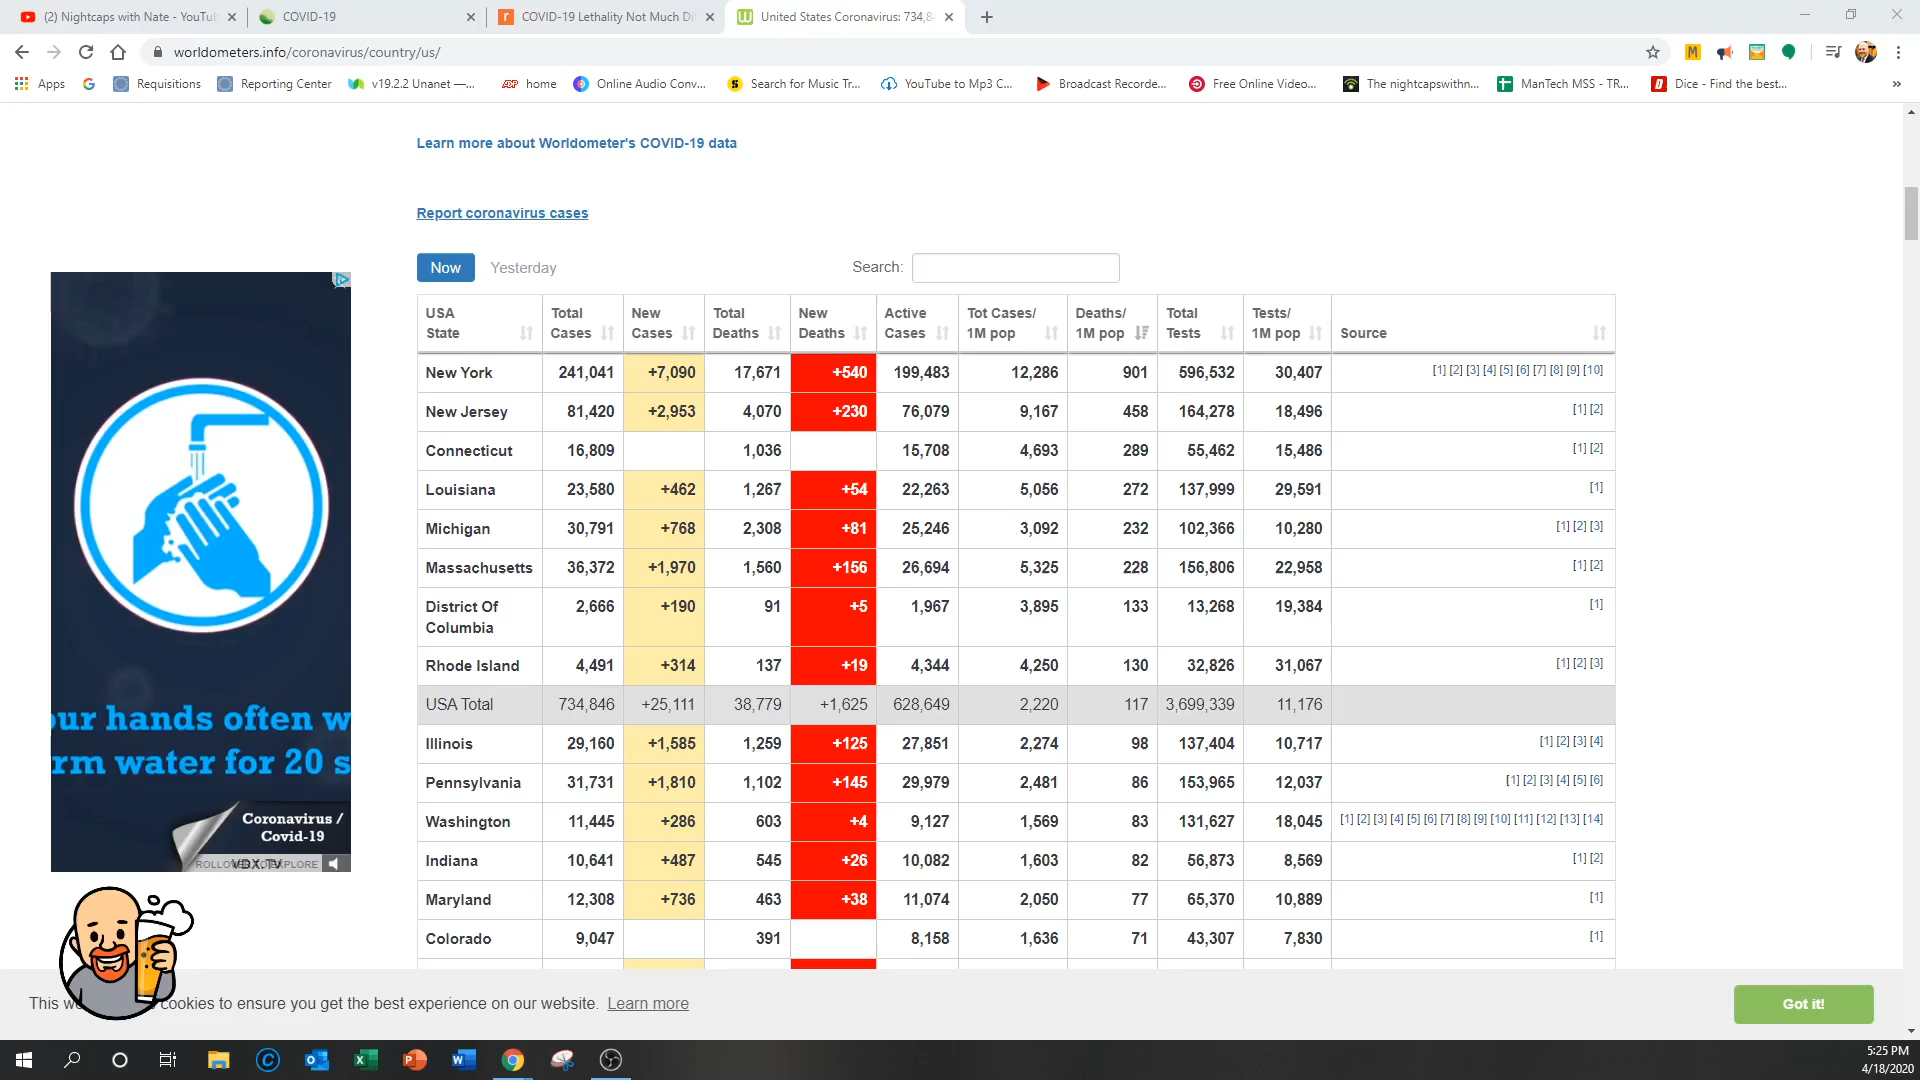 (2) Nightcaps with Nate - YouTu
COVID-19
COVID-19 Lethality Not Much Di
United States Coronavirus: 734,8
worldometers.info/coronavirus/country/us/
Apps
Requisitions
Reporting Center
v19.2.2 Unanet —...
home
Online Audio Conv...
Search for Music Tr...
YouTube to Mp3 C...
Broadcast Recorde...
Free Online Video...
The nightcapswithn...
ManTech MSS - TR...
Dice - Find the best...
»
Learn more about Worldometer's COVID-19 data
Report coronavirus cases
Now Yesterday Search:
USA State Total Cases New Cases Total Deaths New Deaths Active Cases Tot Cases/ 1M pop Deaths/ 1M pop Total Tests Tests/ 1M pop Source
New York 241,041 +7,090 17,671 +540 199,483 12,286 901 596,532 30,407 [1] [2] [3] [4] [5] [6] [7] [8] [9] [10]
New Jersey 81,420 +2,953 4,070 +230 76,079 9,167 458 164,278 18,496 [1] [2]
Connecticut 16,809 1,036 15,708 4,693 289 55,462 15,486 [1] [2]
Louisiana 23,580 +462 1,267 +54 22,263 5,056 272 137,999 29,591 [1]
Michigan 30,791 +768 2,308 +81 25,246 3,092 232 102,366 10,280 [1] [2] [3]
Massachusetts 36,372 +1,970 1,560 +156 26,694 5,325 228 156,806 22,958 [1] [2]
District Of Columbia 2,666 +190 91 +5 1,967 3,895 133 13,268 19,384 [1]
Rhode Island 4,491 +314 137 +19 4,344 4,250 130 32,826 31,067 [1] [2] [3]
USA Total 734,846 +25,111 38,779 +1,625 628,649 2,220 117 3,699,339 11,176
Illinois 29,160 +1,585 1,259 +125 27,851 2,274 98 137,404 10,717 [1] [2] [3] [4]
Pennsylvania 31,731 +1,810 1,102 +145 29,979 2,481 86 153,965 12,037 [1] [2] [3] [4] [5] [6]
Washington 11,445 +286 603 +4 9,127 1,569 83 131,627 18,045 [1] [2] [3] [4] [5] [6] [7] [8] [9] [10] [11] [12] [13] [14]
Indiana 10,641 +487 545 +26 10,082 1,603 82 56,873 8,569 [1] [2]
Maryland 12,308 +736 463 +38 11,074 2,050 77 65,370 10,889 [1]
Colorado 9,047 391 8,158 1,636 71 43,307 7,830 [1]
our hands often w
rm water for 20 s
Coronavirus /
Covid-19
VDX.TV
This we cookies to ensure you get the best experience on our website. Learn more
Got it!
5:25 PM
4/18/2020